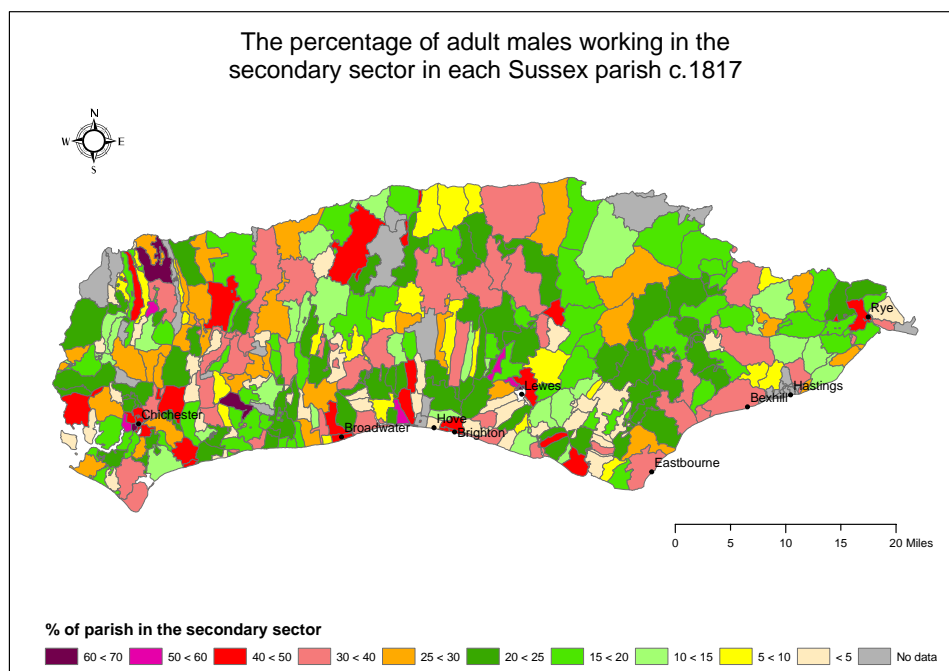 The percentage of adult males working in the
secondary sector in each Sussex parish c.1817
N
W E
S
Rye
Lewes
Hastings
Bexhill
Chichester
Hove
Broadwater
Brighton
Eastbourne
0 5 10 20 Miles
% of parish in the secondary sector
60 < 70 50 < 60 40 < 50 30 < 40 25 < 30 20 < 25 15 < 20 10 < 15 5 < 10 < 5 No data